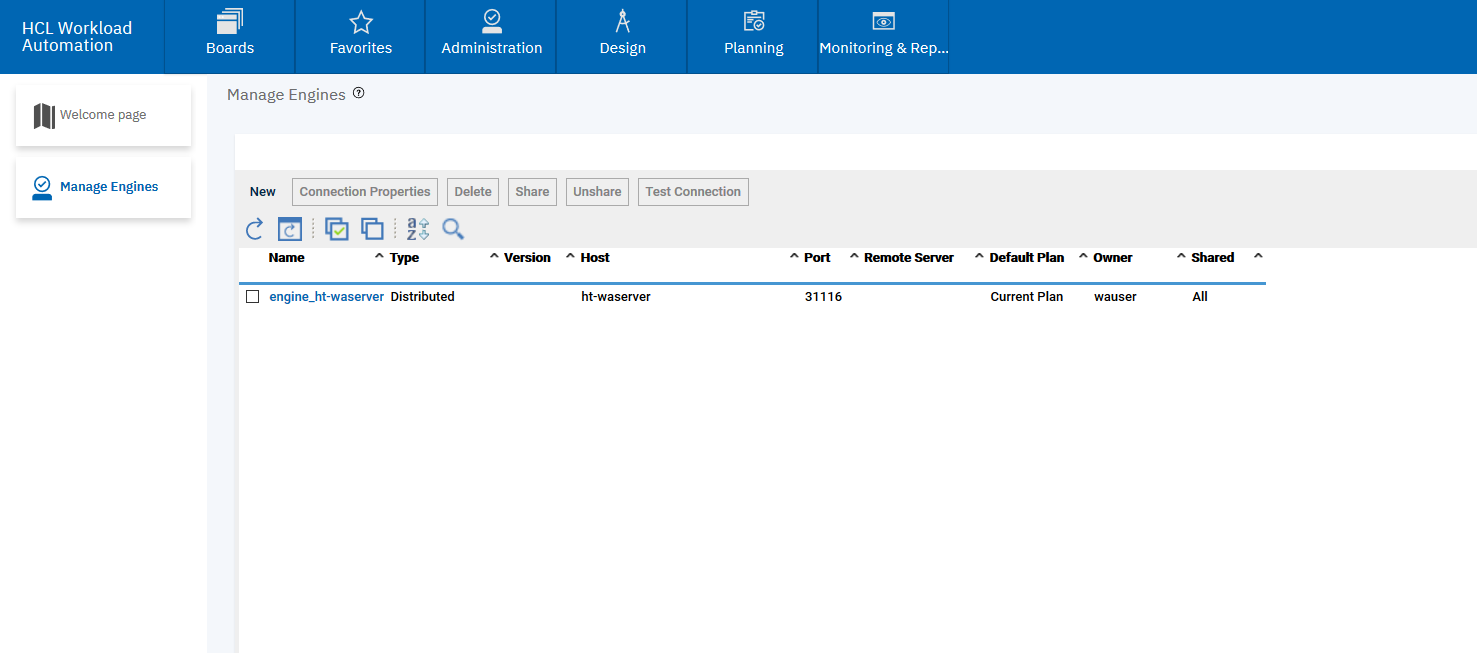 HCL Workload
Automation
Boards
Favorites
Administration
Design
Planning
Monitoring & Rep...
Welcome page
Manage Engines
Manage Engines ?
New Connection Properties Delete Share Unshare Test Connection
Name Type Version Host Port Remote Server Default Plan Owner Shared
engine_ht-waserver Distributed ht-waserver 31116 Current Plan wauser All